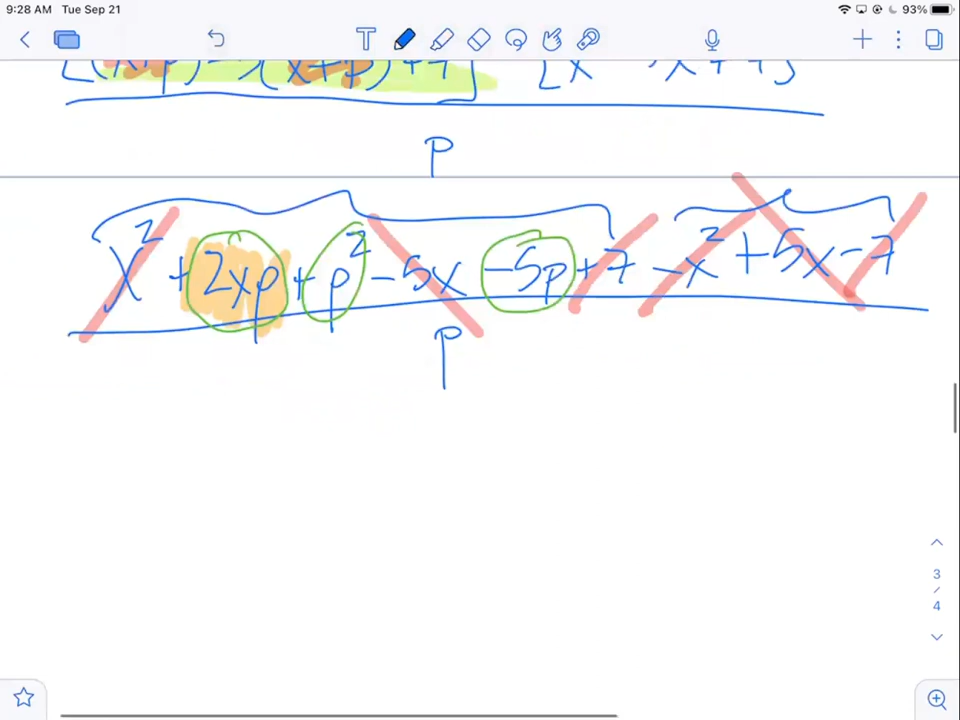 9:28 AM Tue Sep 21
93%
T
p
x² + 2xp + p² - 5x - 5p + 7 - x² + 5x - 7
p
3
/
4